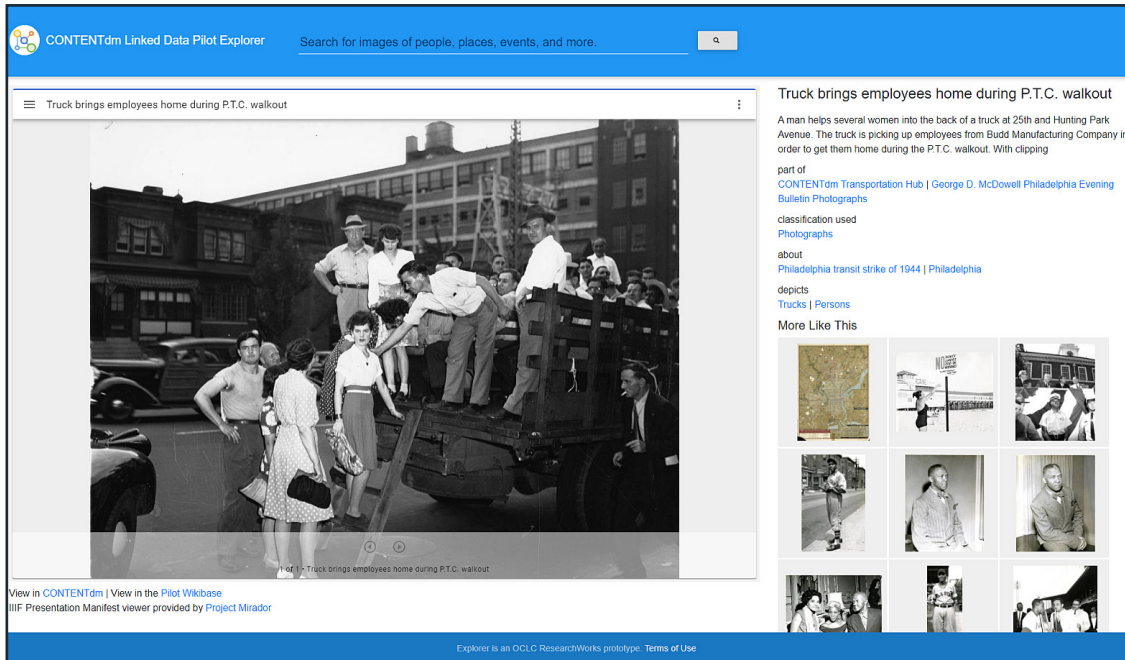 CONTENTdm Linked Data Pilot Explorer
Search for images of people, places, events, and more.
Truck brings employees home during P.T.C. walkout
1 of 1 • Truck brings employees home during P.T.C. walkout
View in CONTENTdm | View in the Pilot Wikibase
IIIF Presentation Manifest viewer provided by Project Mirador
Truck brings employees home during P.T.C. walkout
A man helps several women into the back of a truck at 25th and Hunting Park
Avenue. The truck is picking up employees from Budd Manufacturing Company in
order to get them home during the P.T.C. walkout. With clipping
part of
CONTENTdm Transportation Hub | George D. McDowell Philadelphia Evening
Bulletin Photographs
classification used
Photographs
about
Philadelphia transit strike of 1944 | Philadelphia
depicts
Trucks | Persons
More Like This
NO
Explorer is an OCLC ResearchWorks prototype. Terms of Use